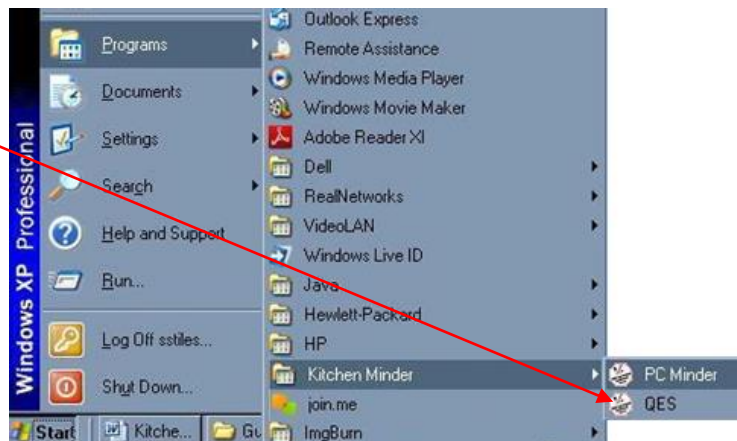 Windows XP Professional
Programs
Documents
Settings
Search
Help and Support
Run...
Log Off sstiles...
Shut Down...
Outlook Express
Remote Assistance
Windows Media Player
Windows Movie Maker
Adobe Reader XI
Dell
RealNetworks
VideoLAN
Windows Live ID
Java
Hewlett-Packard
HP
Kitchen Minder
join.me
ImgBurn
PC Minder
QES
Start
Kitche...
Gu